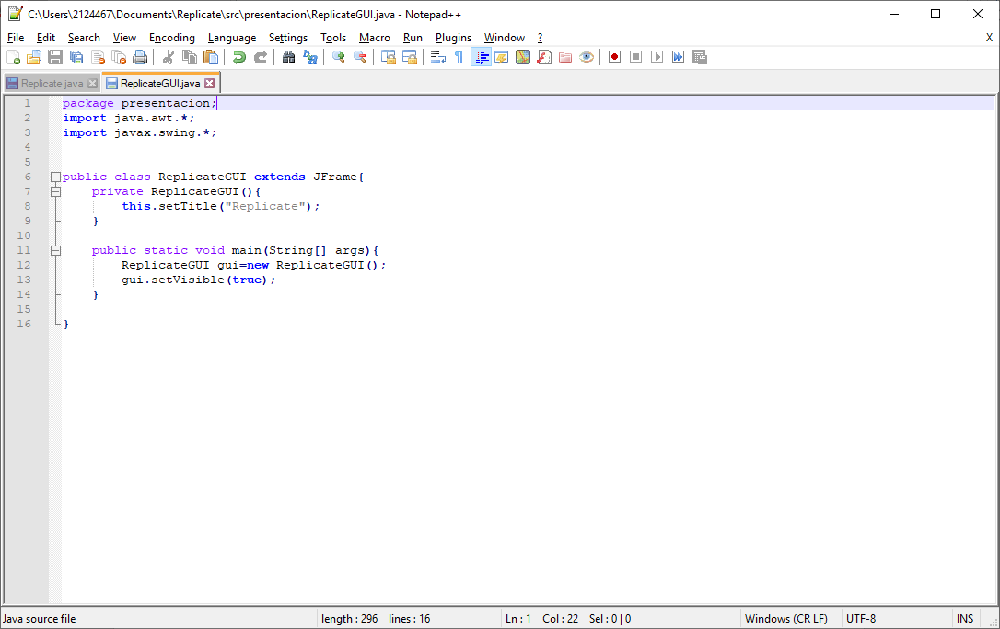 C:\Users\2124467\Documents\Replicate\src\presentacion\ReplicateGUI.java - Notepad++
File Edit Search View Encoding Language Settings Tools Macro Run Plugins Window ? X
Replicate.java ReplicateGUI.java
1 package presentacion;
2 import java.awt.*;
3 import javax.swing.*;
4
5
6 public class ReplicateGUI extends JFrame{
7 private ReplicateGUI(){
8 this.setTitle("Replicate");
9 }
10
11 public static void main(String[] args){
12 ReplicateGUI gui=new ReplicateGUI();
13 gui.setVisible(true);
14 }
15
16 }
Java source file length : 296 lines : 16 Ln : 1 Col : 22 Sel : 0 | 0 Windows (CR LF) UTF-8 INS